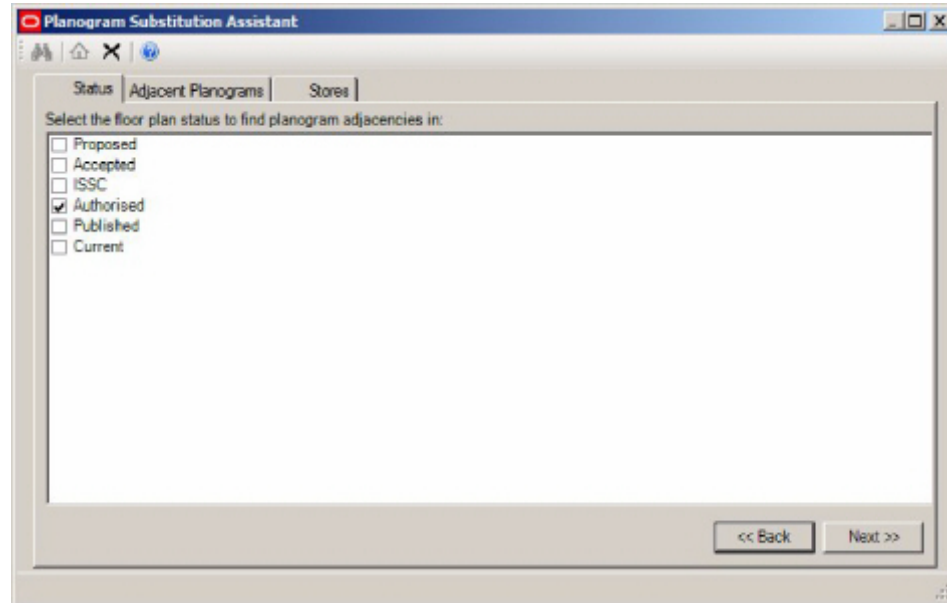 Planogram Substitution Assistant
Status Adjacent Planograms Stores
Select the floor plan status to find planogram adjacencies in:
Proposed
Accepted
ISSC
Authorised
Published
Current
<< Back Next >>